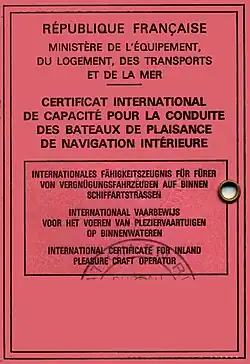 RÉPUBLIQUE FRANÇAISE
MINISTÈRE DE L'ÉQUIPEMENT,
DU LOGEMENT, DES TRANSPORTS
ET DE LA MER
CERTIFICAT INTERNATIONAL
DE CAPACITÉ POUR LA CONDUITE
DES BATEAUX DE PLAISANCE
DE NAVIGATION INTÉRIEURE
INTERNATIONALES FÄHIGKEITSZEUGNIS FÜR FÜRER
VON VERGNÜGUNGSFAHRZEUGEN AUF BINNEN
SCHIFFARTSTRASSEN
INTERNATIONAAL VAARBEWIJS
VOOR HET VOEREN VAN PLEZIERVAARTUIGEN
OP BINNENWATEREN
INTERNATIONAL CERTIFICATE FOR INLAND
PLEASURE CRAFT OPERATOR